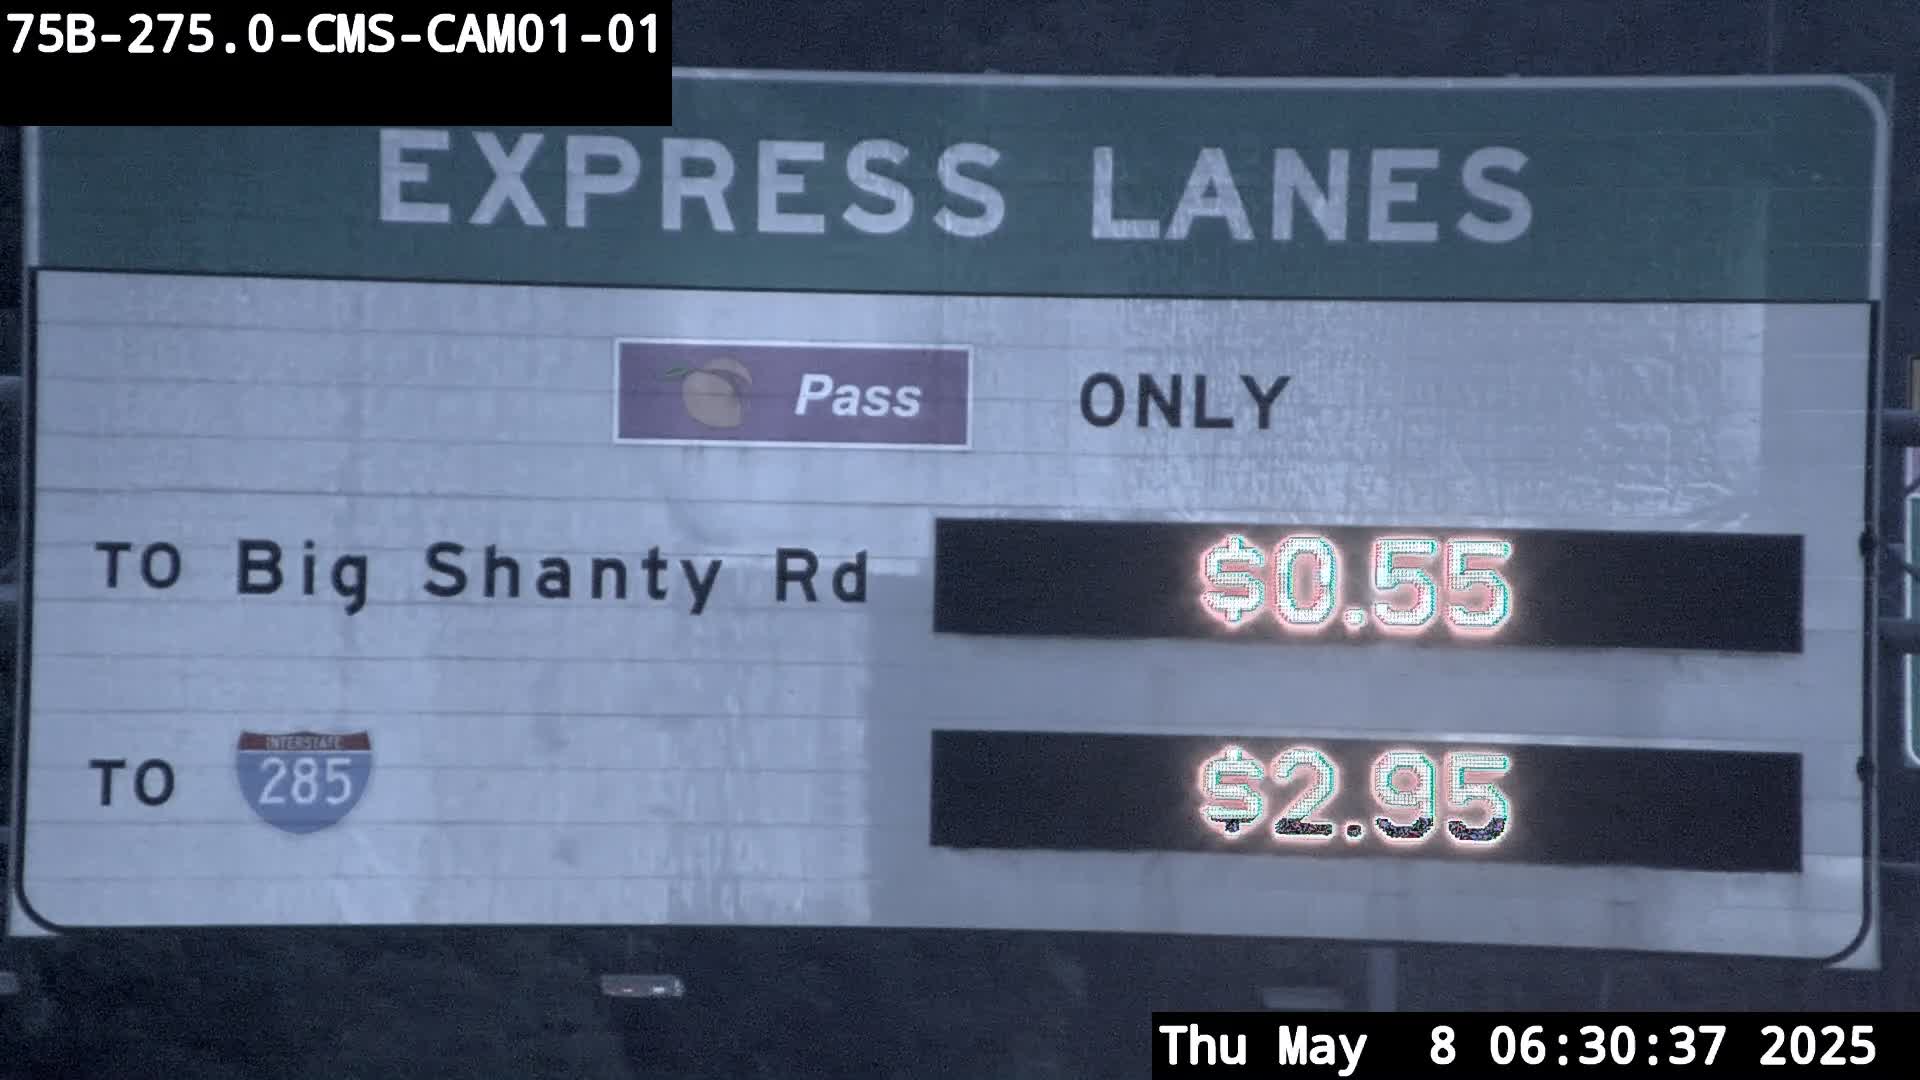 75B-275.0-CMS-CAM01-01
EXPRESS LANES
Pass ONLY
TO Big Shanty Rd $0.55
INTERSTATE
TO 285 $2.95
Thu May 8 06:30:37 2025